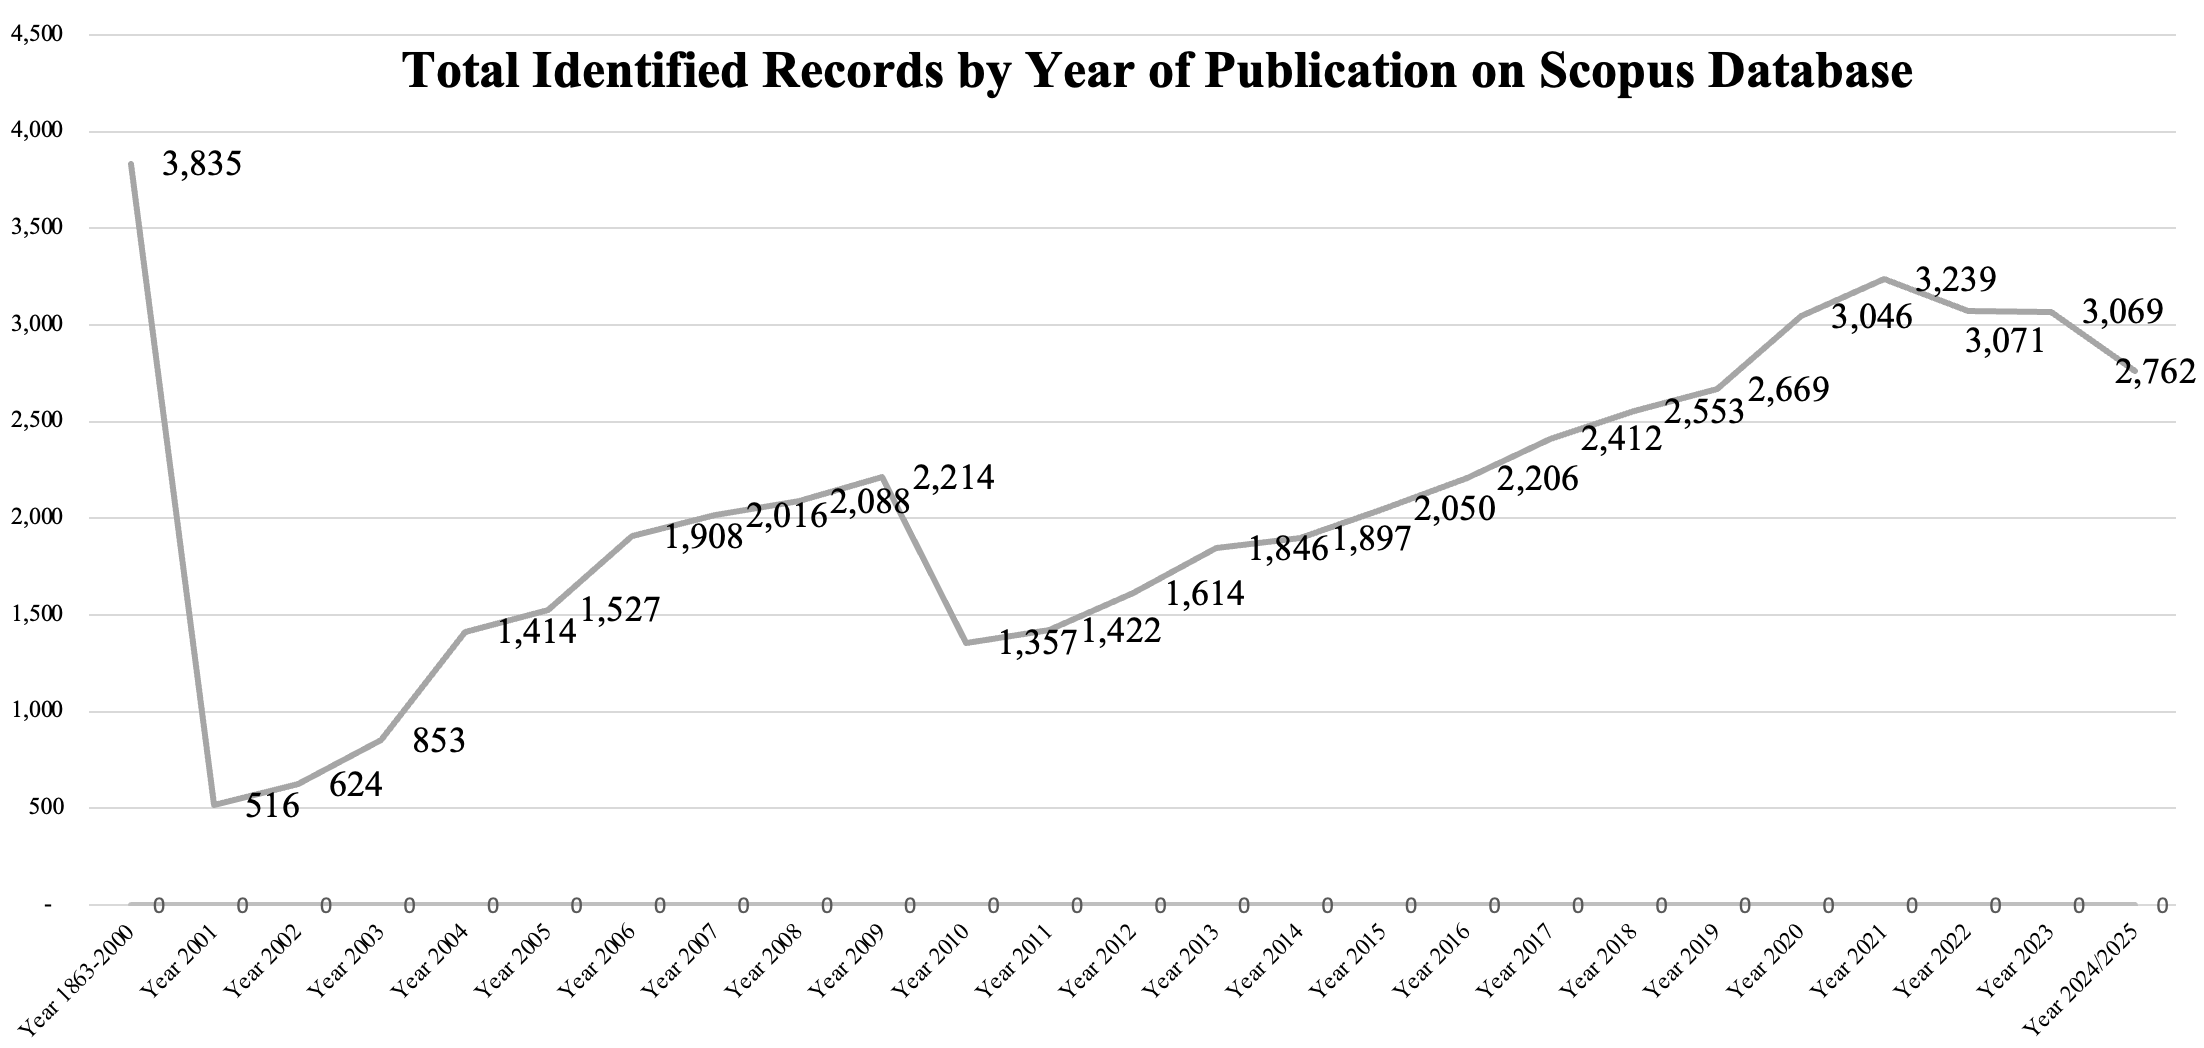 Total Identified Records by Year of Publication on Scopus Database
4,500
4,000
3,500
3,000
2,500
2,000
1,500
1,000
500
-
3,835
516
624
853
1,414
1,527
1,908
2,016
2,088
2,214
1,357
1,422
1,614
1,846
1,897
2,050
2,206
2,412
2,553
2,669
3,046
3,239
3,071
3,069
2,762
0 0 0 0 0 0 0 0 0 0 0 0 0 0 0 0 0 0 0 0 0 0 0 0 0
Year 1863-2000
Year 2001
Year 2002
Year 2003
Year 2004
Year 2005
Year 2006
Year 2007
Year 2008
Year 2009
Year 2010
Year 2011
Year 2012
Year 2013
Year 2014
Year 2015
Year 2016
Year 2017
Year 2018
Year 2019
Year 2020
Year 2021
Year 2022
Year 2023
Year 2024/2025